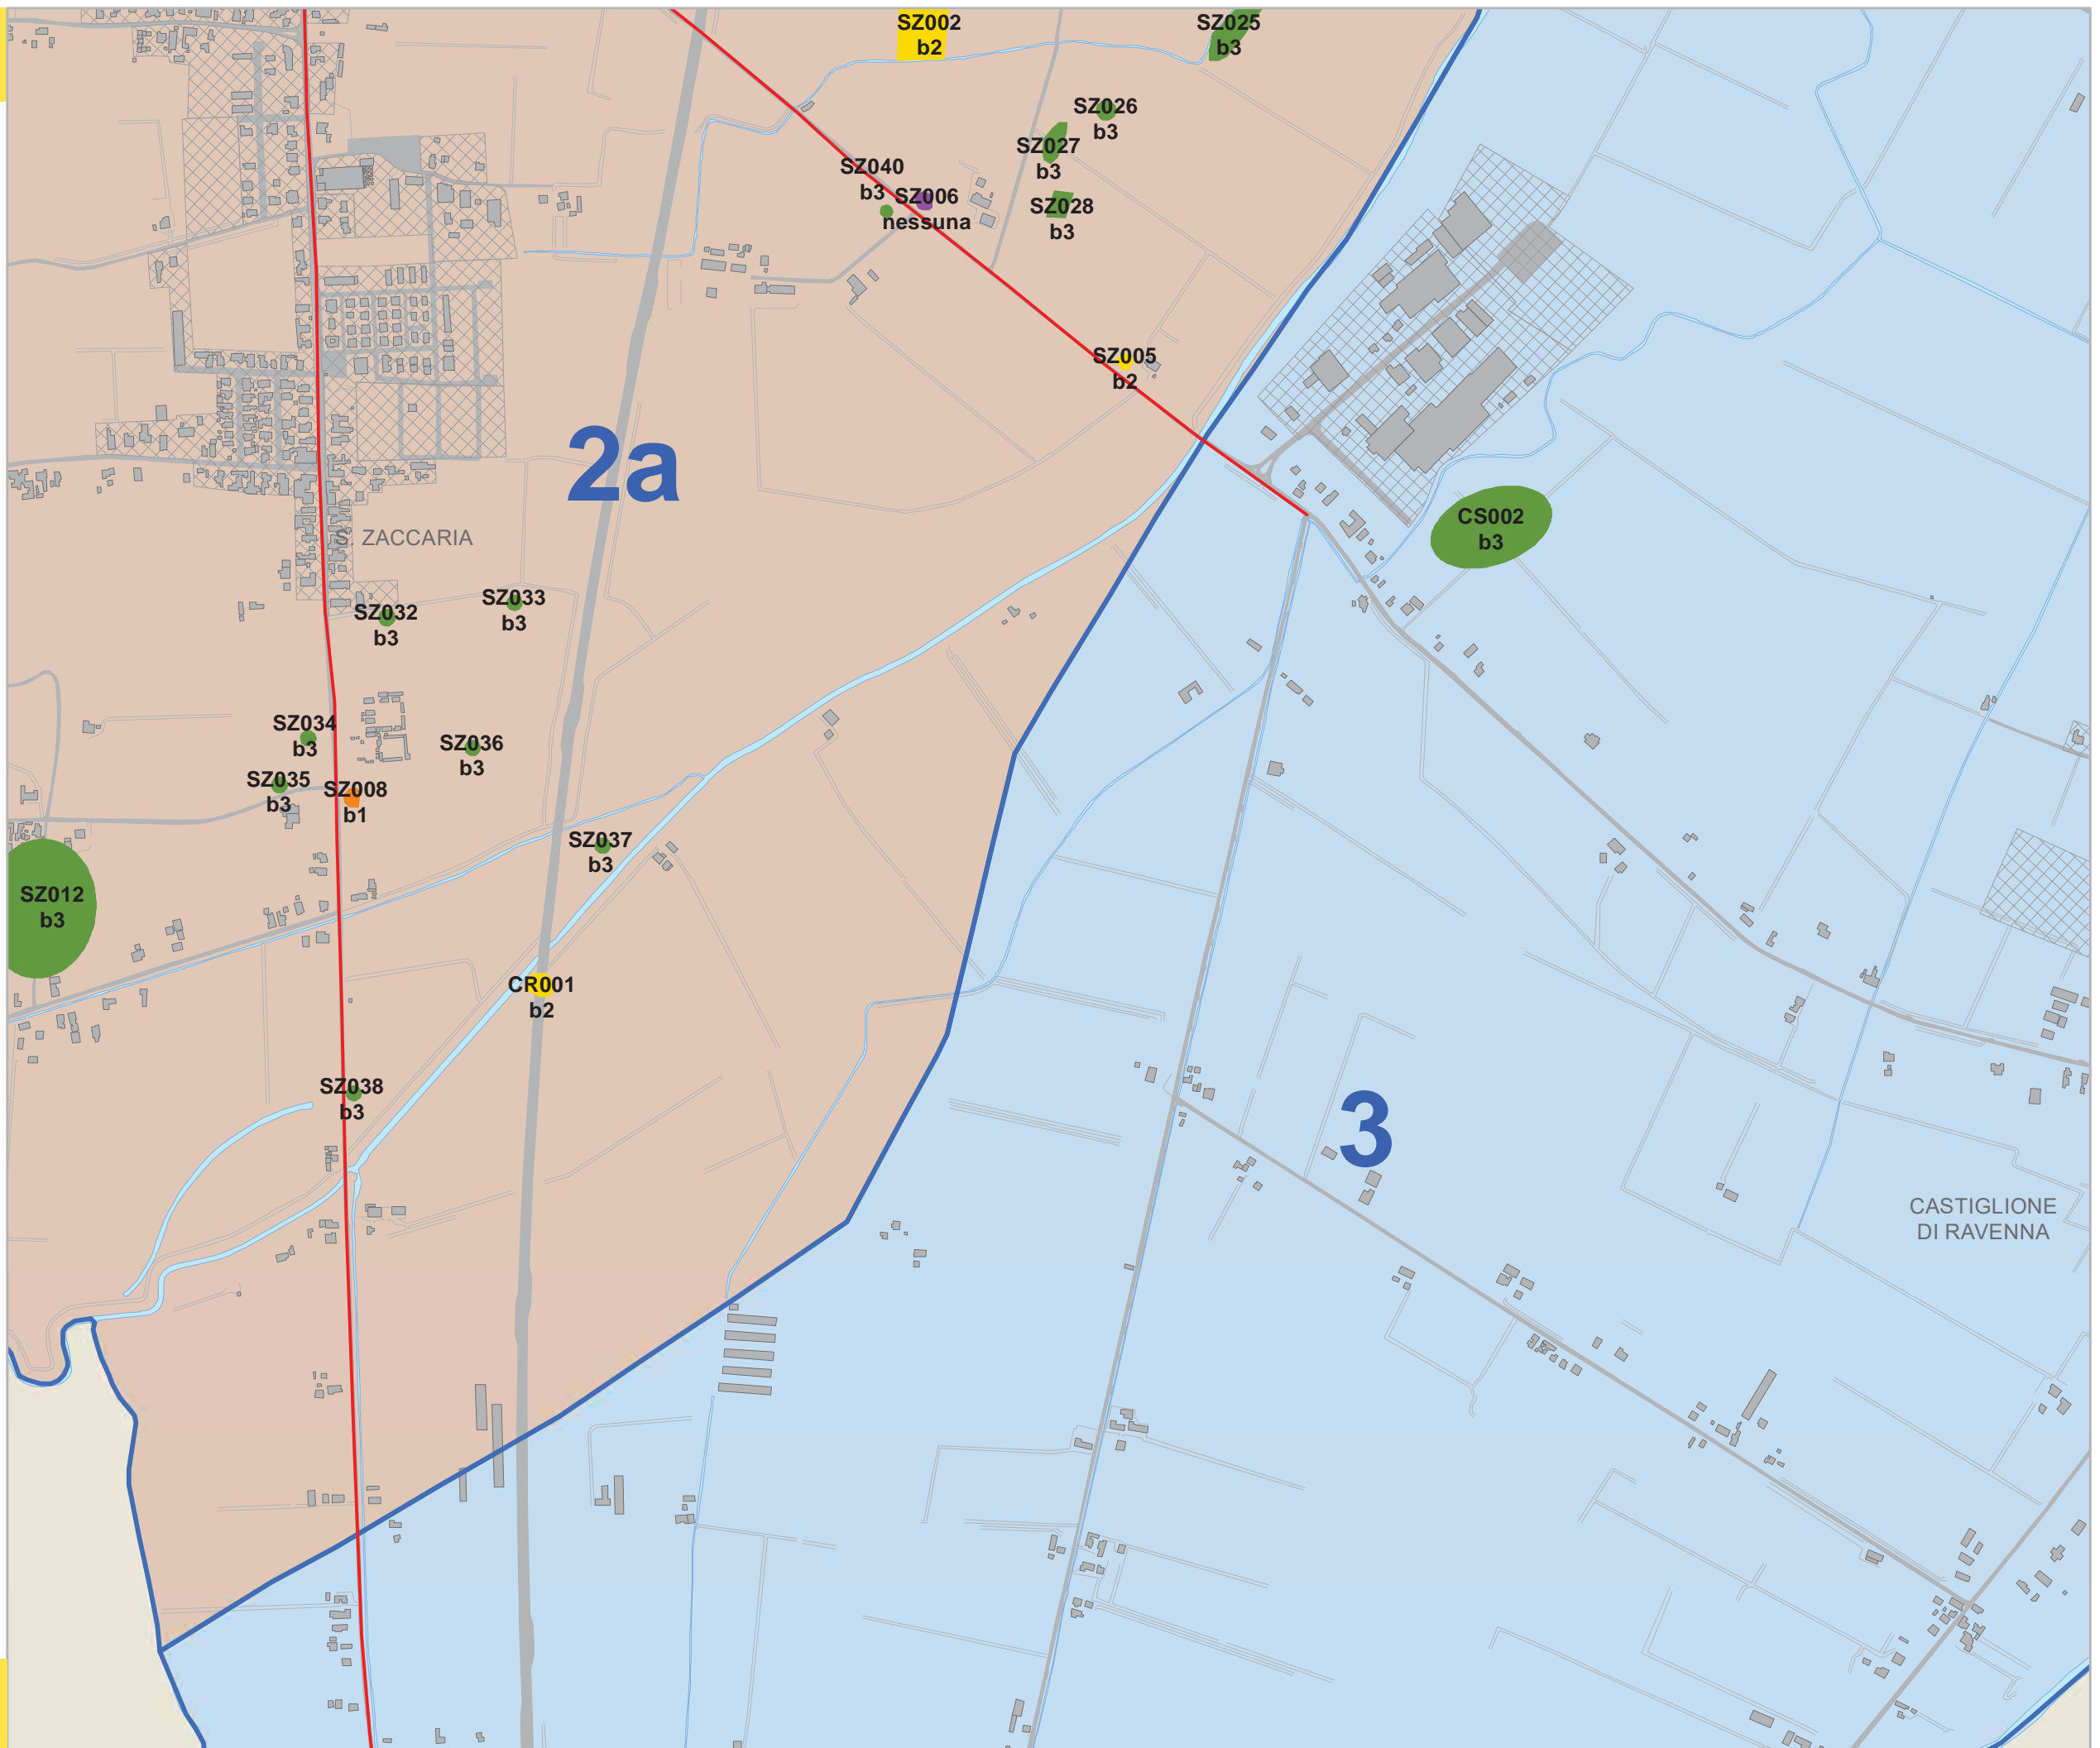 SZ002
b2
SZ025
b3
SZ026
b3
SZ027
b3
SZ040
b3
SZ006
nessuna
SZ028
b3
SZ005
b2
2a
CS002
b3
S. ZACCARIA
SZ032
b3
SZ033
b3
SZ034
b3
SZ036
b3
SZ035
b3
SZ008
b1
SZ037
b3
SZ012
b3
CR001
b2
SZ038
b3
3
CASTIGLIONE
DI RAVENNA